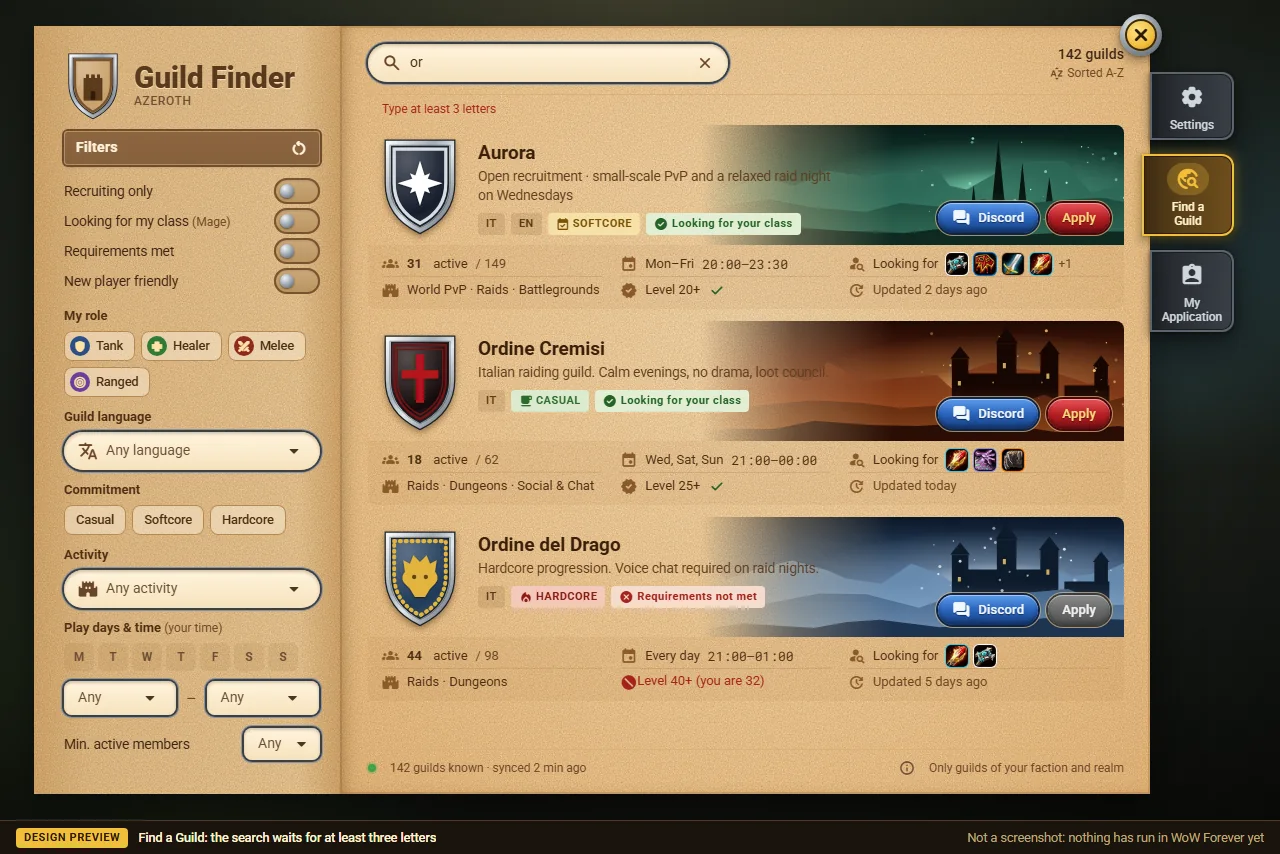 Guild Finder
AZEROTH
Filters
Recruiting only
Looking for my class (Mage)
Requirements met
New player friendly
My role
Tank
Healer
Melee
Ranged
Guild language
Any language
Commitment
Casual
Softcore
Hardcore
Activity
Any activity
Play days & time (your time)
M T W T F S S
Any – Any
Min. active members Any
or
142 guilds
Sorted A-Z
Type at least 3 letters
Aurora
Open recruitment · small-scale PvP and a relaxed raid night
on Wednesdays
IT EN SOFTCORE Looking for your class
Discord Apply
31 active / 149 Mon–Fri 20:00–23:30 Looking for +1
World PvP · Raids · Battlegrounds Level 20+ Updated 2 days ago
Ordine Cremisi
Italian raiding guild. Calm evenings, no drama, loot council.
IT CASUAL Looking for your class
Discord Apply
18 active / 62 Wed, Sat, Sun 21:00–00:00 Looking for
Raids · Dungeons · Social & Chat Level 25+ Updated today
Ordine del Drago
Hardcore progression. Voice chat required on raid nights.
IT HARDCORE Requirements not met
Discord Apply
44 active / 98 Every day 21:00–01:00 Looking for
Raids · Dungeons Level 40+ (you are 32) Updated 5 days ago
142 guilds known · synced 2 min ago
Only guilds of your faction and realm
Settings
Find a
Guild
My
Application
DESIGN PREVIEW Find a Guild: the search waits for at least three letters
Not a screenshot: nothing has run in WoW Forever yet